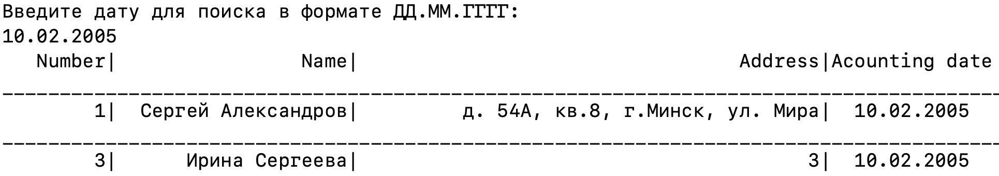 Введите дату для поиска в формате ДД.ММ.ГГГГ:
10.02.2005
Number| Name| Address|Acounting date
--------------------------------------------------------------------------------------
1| Сергей Александров| д. 54А, кв.8, г.Минск, ул. Мира| 10.02.2005
--------------------------------------------------------------------------------------
3| Ирина Сергеева| 3| 10.02.2005